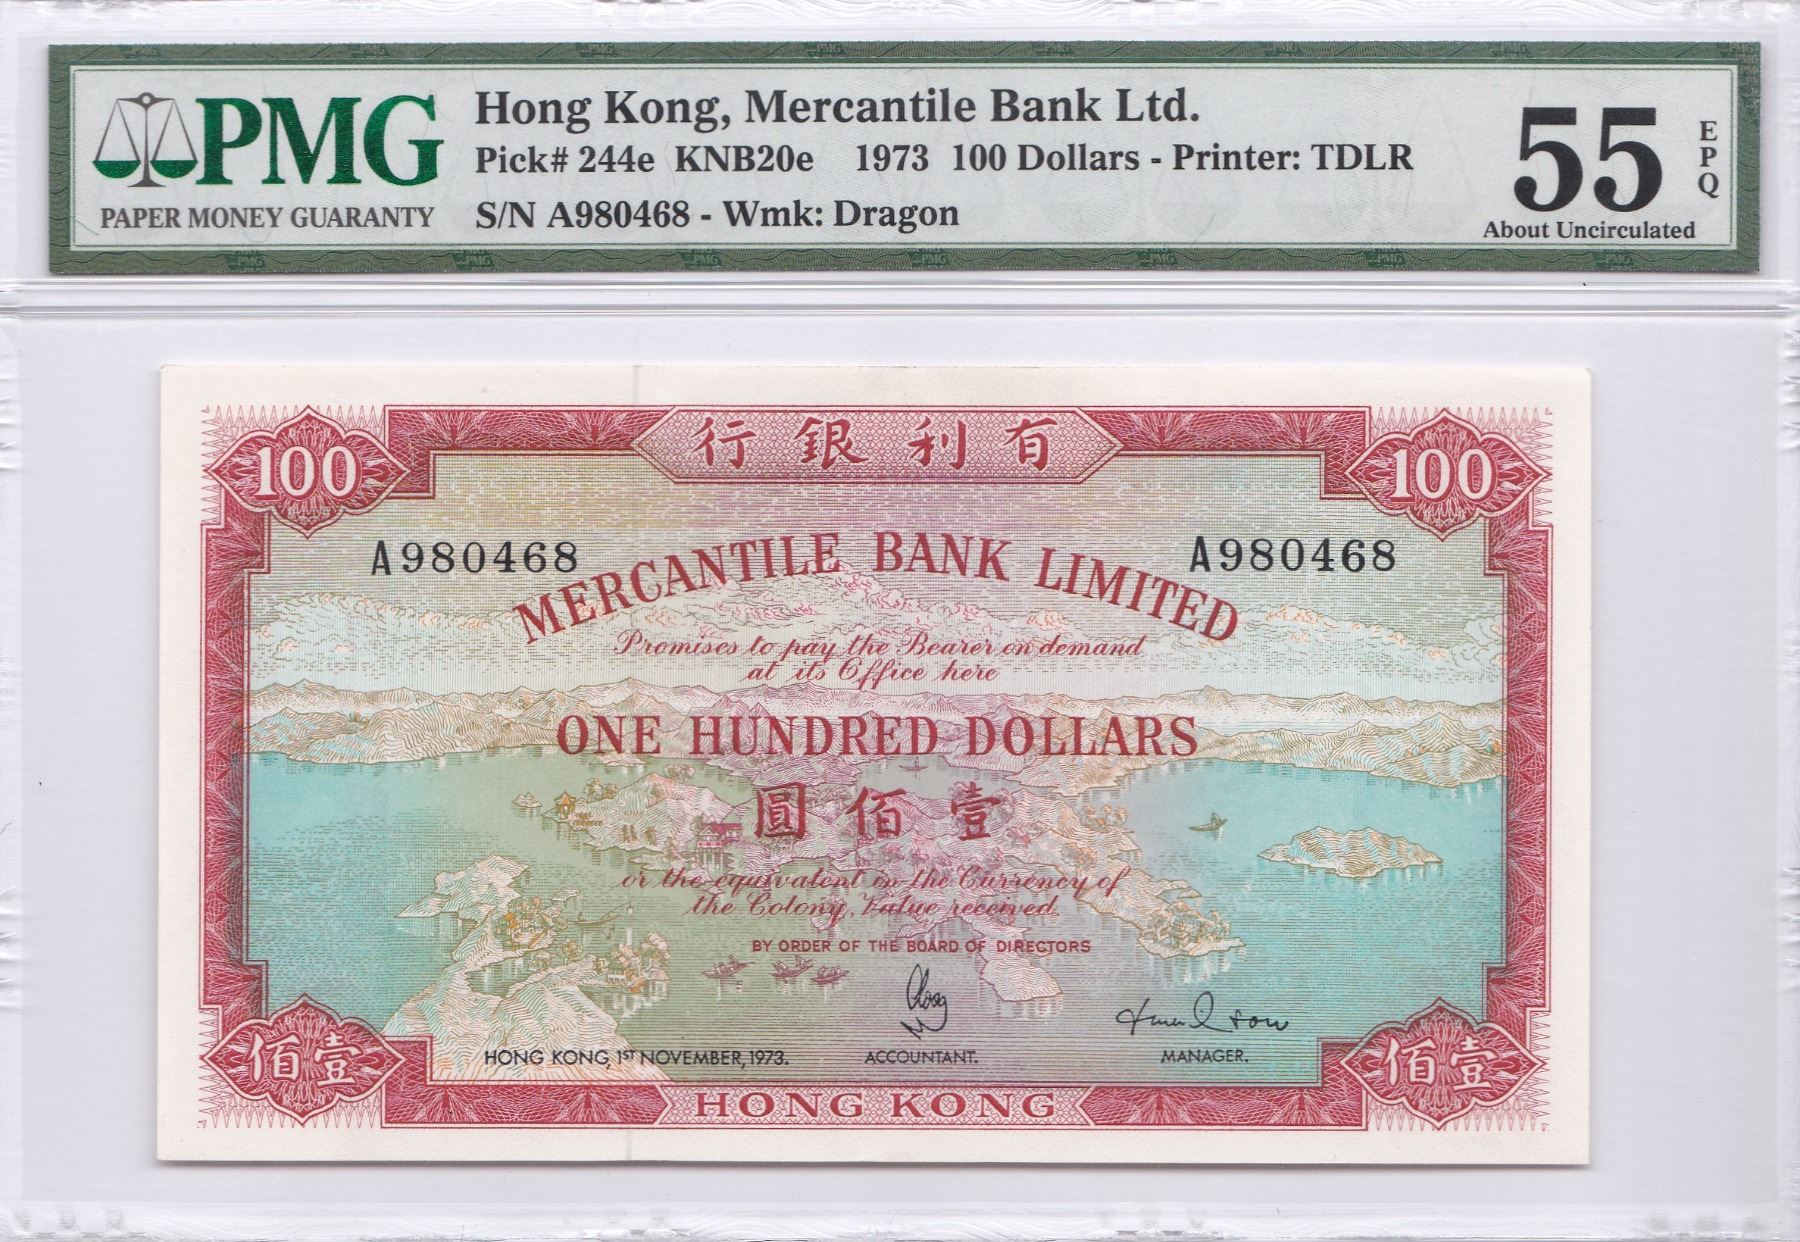 PMG
PAPER MONEY GUARANTY
Hong Kong, Mercantile Bank Ltd.
Pick# 244e KNB20e 1973 100 Dollars - Printer: TDLR
S/N A980468 - Wmk: Dragon
55
EPQ
About Uncirculated
行銀利有
100
100
A980468
A980468
MERCANTILE BANK LIMITED
Promises to pay the Bearer on demand
at its Office here
ONE HUNDRED DOLLARS
圓佰壹
or the equivalent in the Currency of
the Colony, Value received.
BY ORDER OF THE BOARD OF DIRECTORS
HONG KONG, 1ST NOVEMBER, 1973.
ACCOUNTANT.
MANAGER.
佰壹
佰壹
HONG KONG